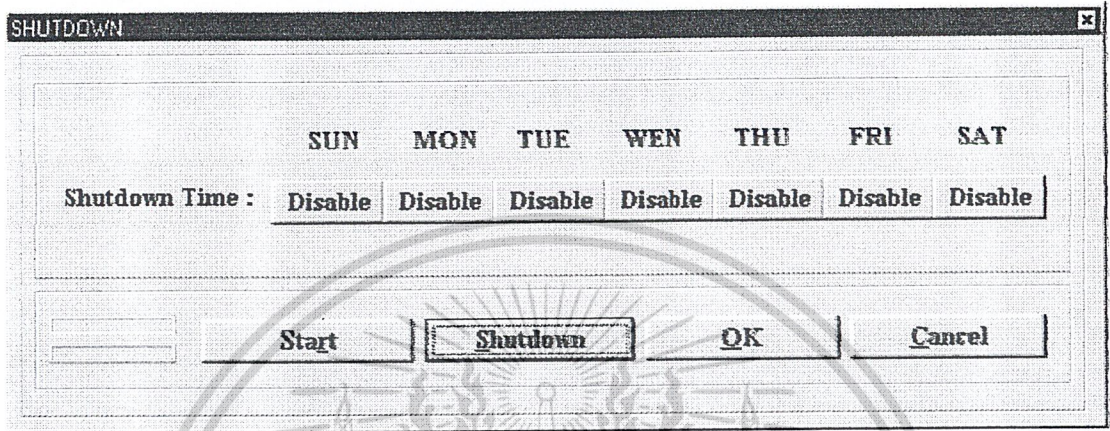 SHUTDOWN
SUN MON TUE WEN THU FRI SAT
Shutdown Time : Disable Disable Disable Disable Disable Disable Disable
Start Shutdown OK Cancel